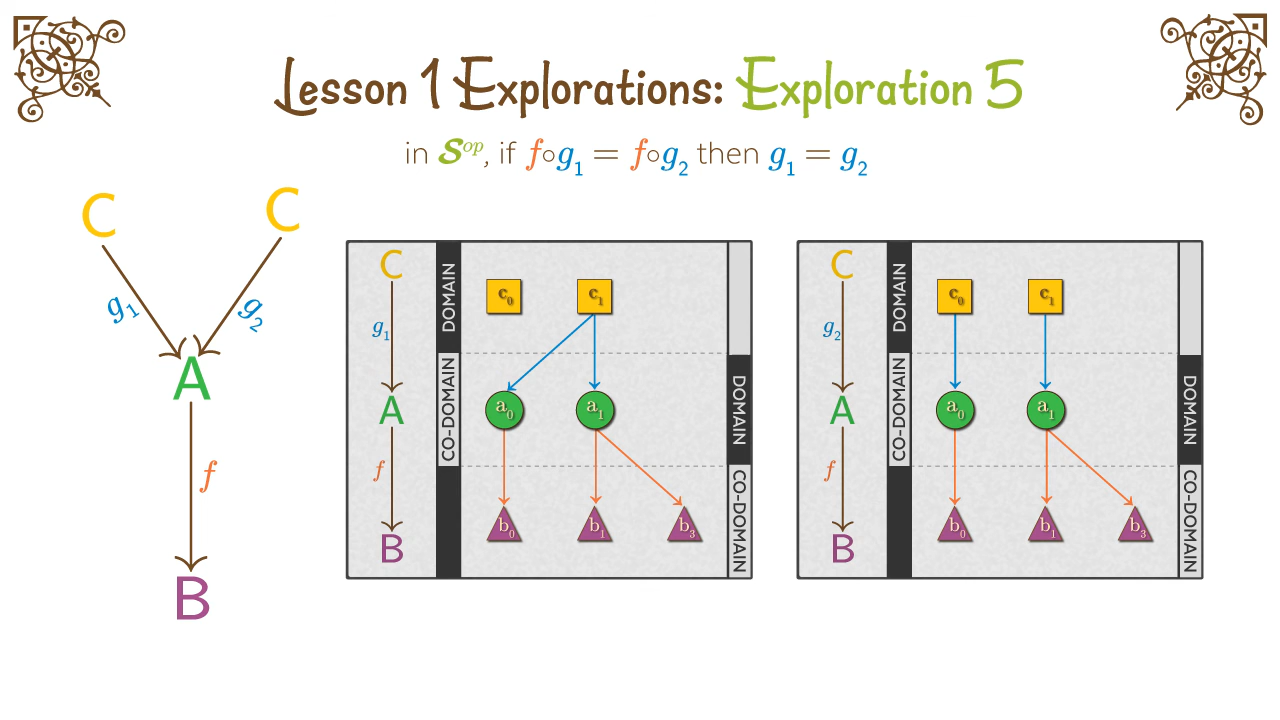 Lesson 1 Explorations: Exploration 5
in 𝓢ᵒᵖ, if f∘g₁ = f∘g₂ then g₁ = g₂
C C
g₁ g₂
A
f
B
C
g₁
A
f
B
DOMAIN
CO-DOMAIN
c₀ c₁
a₀ a₁
b₀ b₁ b₃
DOMAIN
CO-DOMAIN
C
g₂
A
f
B
DOMAIN
CO-DOMAIN
c₀ c₁
a₀ a₁
b₀ b₁ b₃
DOMAIN
CO-DOMAIN